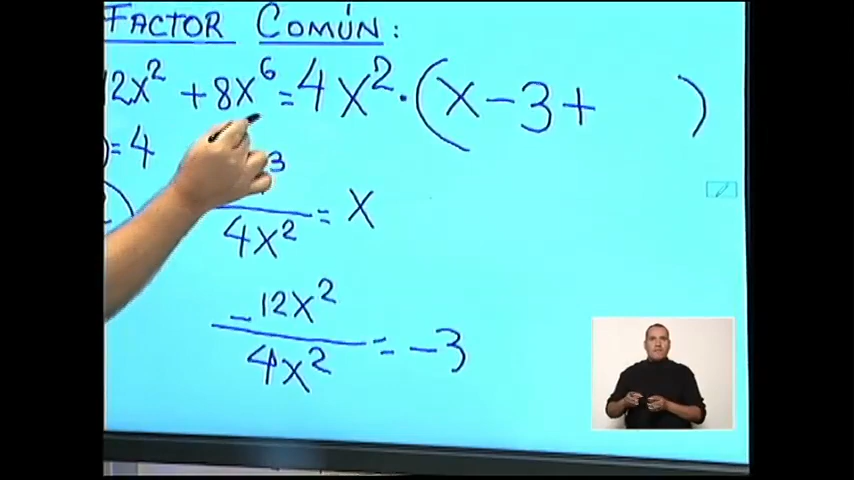 FACTOR COMÚN:
12x² + 8x⁶ = 4x² · (x - 3 + )
) = 4
3
4x² = x
-12x²
4x² = -3